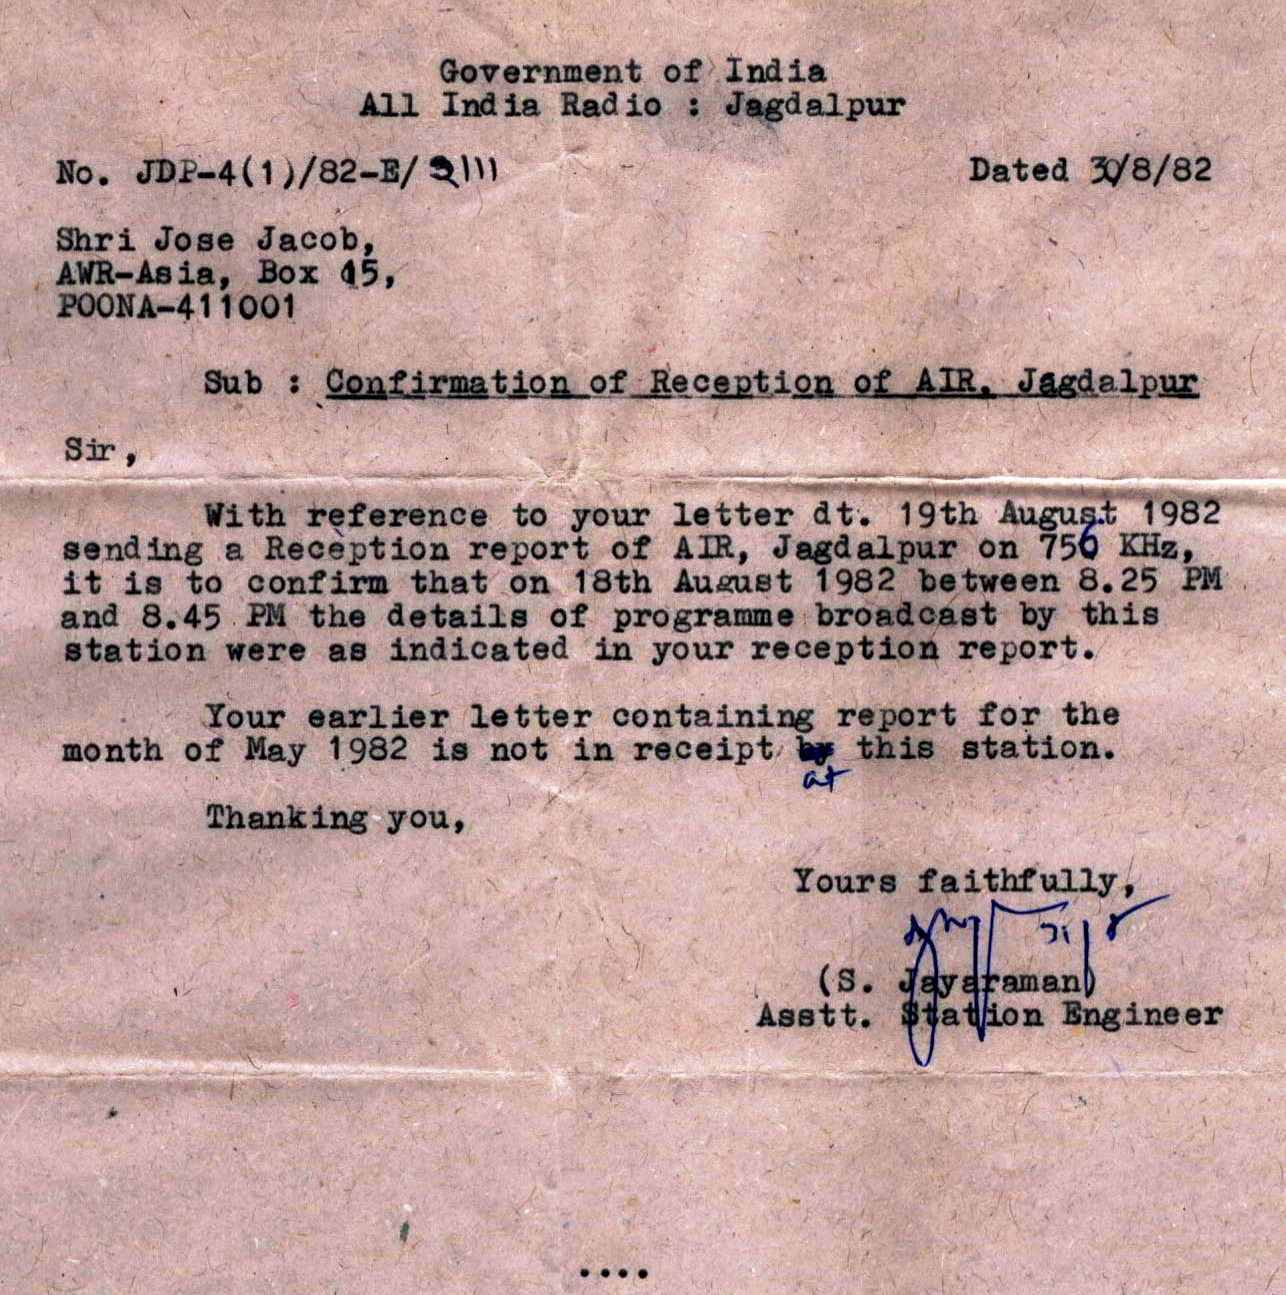 Government of India
All India Radio : Jagdalpur
No. JDP-4(1)/82-E/2111
Dated 30/8/82
Shri Jose Jacob,
AWR-Asia, Box 15,
POONA-411001
Sub : Confirmation of Reception of AIR, Jagdalpur
Sir,
With reference to your letter dt. 19th August 1982
sending a Reception report of AIR, Jagdalpur on 756 KHz,
it is to confirm that on 18th August 1982 between 8.25 PM
and 8.45 PM the details of programme broadcast by this
station were as indicated in your reception report.
Your earlier letter containing report for the
month of May 1982 is not in receipt by this station.
at
Thanking you,
Yours faithfully,
(S. Jayaraman)
Asstt. Station Engineer
....